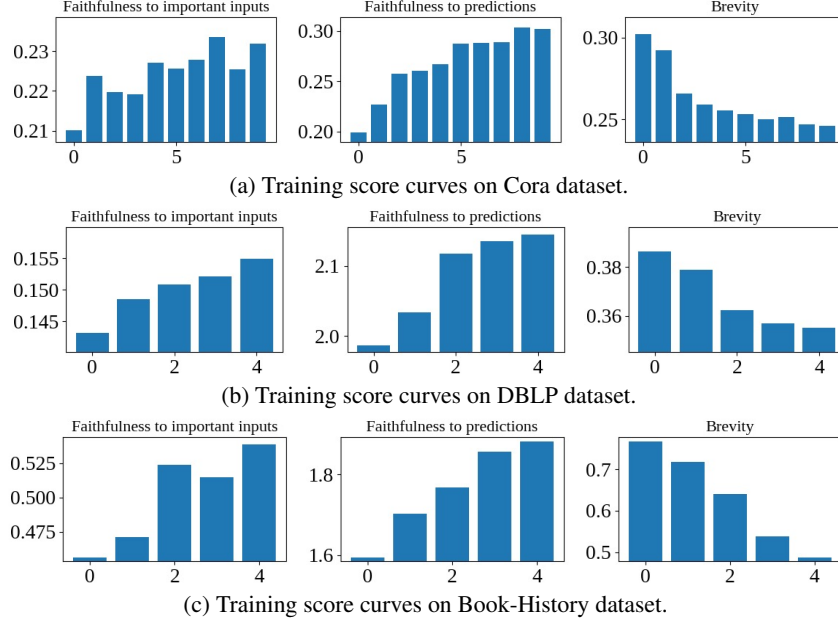 Faithfulness to important inputs Faithfulness to predictions Brevity
0.23 0.22 0.21
0 5
0.30 0.25 0.20
0 5
0.30 0.25
0 5
(a) Training score curves on Cora dataset.
Faithfulness to important inputs Faithfulness to predictions Brevity
0.155 0.150 0.145
0 2 4
2.1 2.0
0 2 4
0.38 0.36
0 2 4
(b) Training score curves on DBLP dataset.
Faithfulness to important inputs Faithfulness to predictions Brevity
0.525 0.500 0.475
0 2 4
1.8 1.6
0 2 4
0.7 0.6 0.5
0 2 4
(c) Training score curves on Book-History dataset.